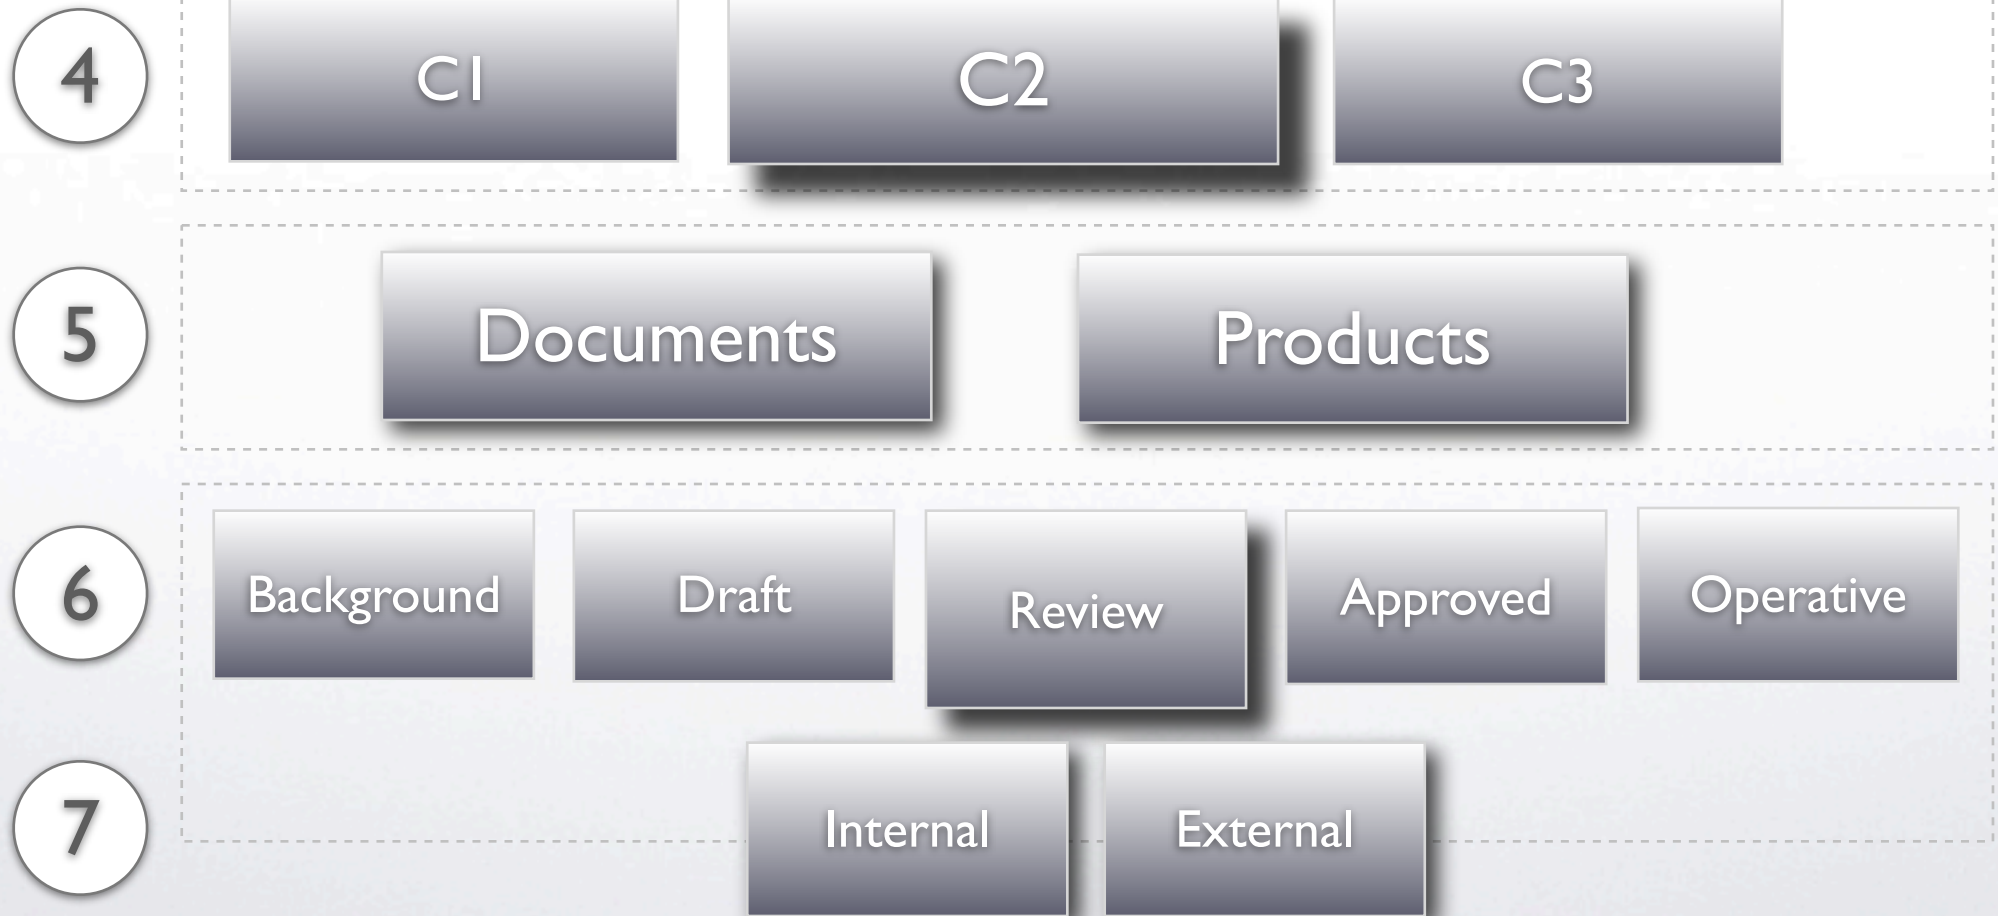 4
C1
C2
C3
5
Documents
Products
6
Background
Draft
Review
Approved
Operative
7
Internal
External